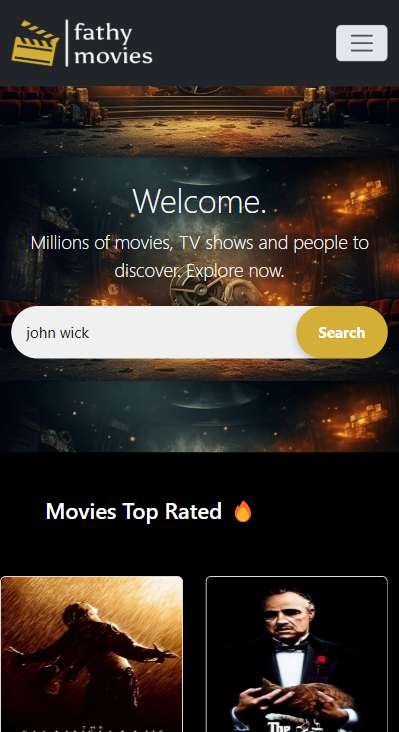 fathy
movies
Welcome.
Millions of movies, TV shows and people to
discover. Explore now.
john wick
Search
Movies Top Rated 🔥
THE
The